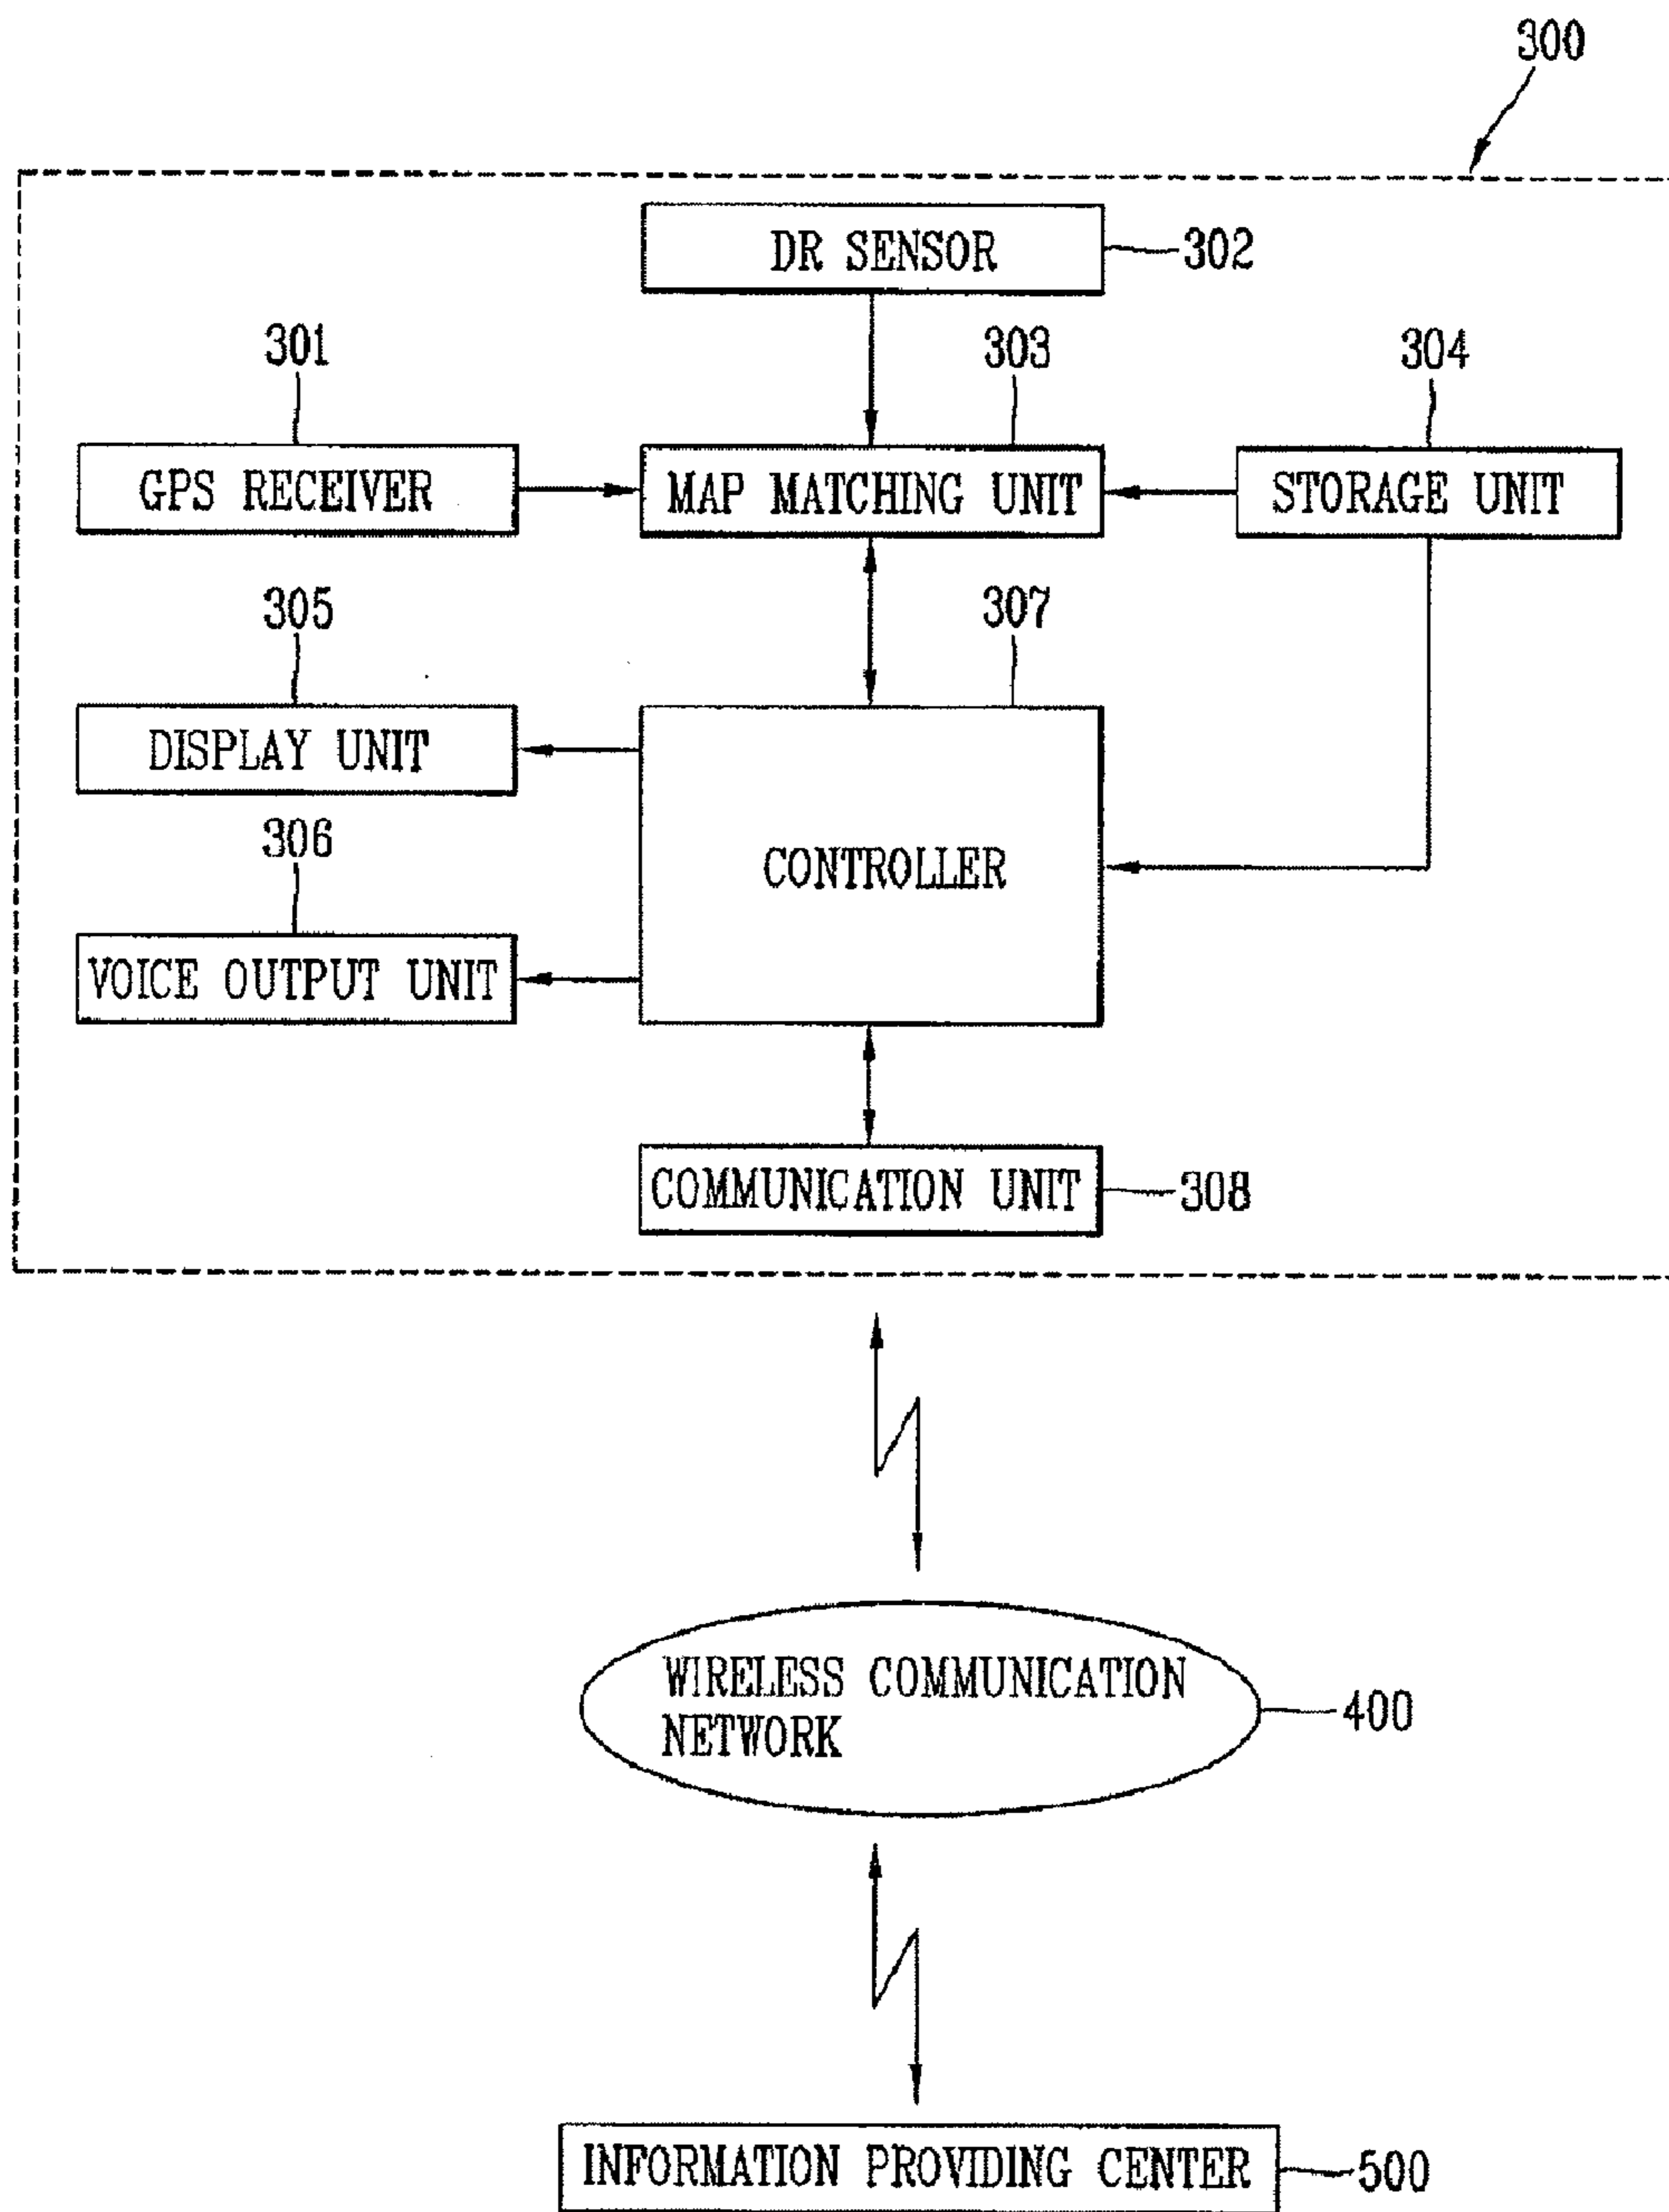 300
DR SENSOR
302
301
303
304
GPS RECEIVER
MAP MATCHING UNIT
STORAGE UNIT
305
307
DISPLAY UNIT
306
CONTROLLER
VOICE OUTPUT UNIT
COMMUNICATION UNIT
308
WIRELESS COMMUNICATION
NETWORK
400
INFORMATION PROVIDING CENTER
500